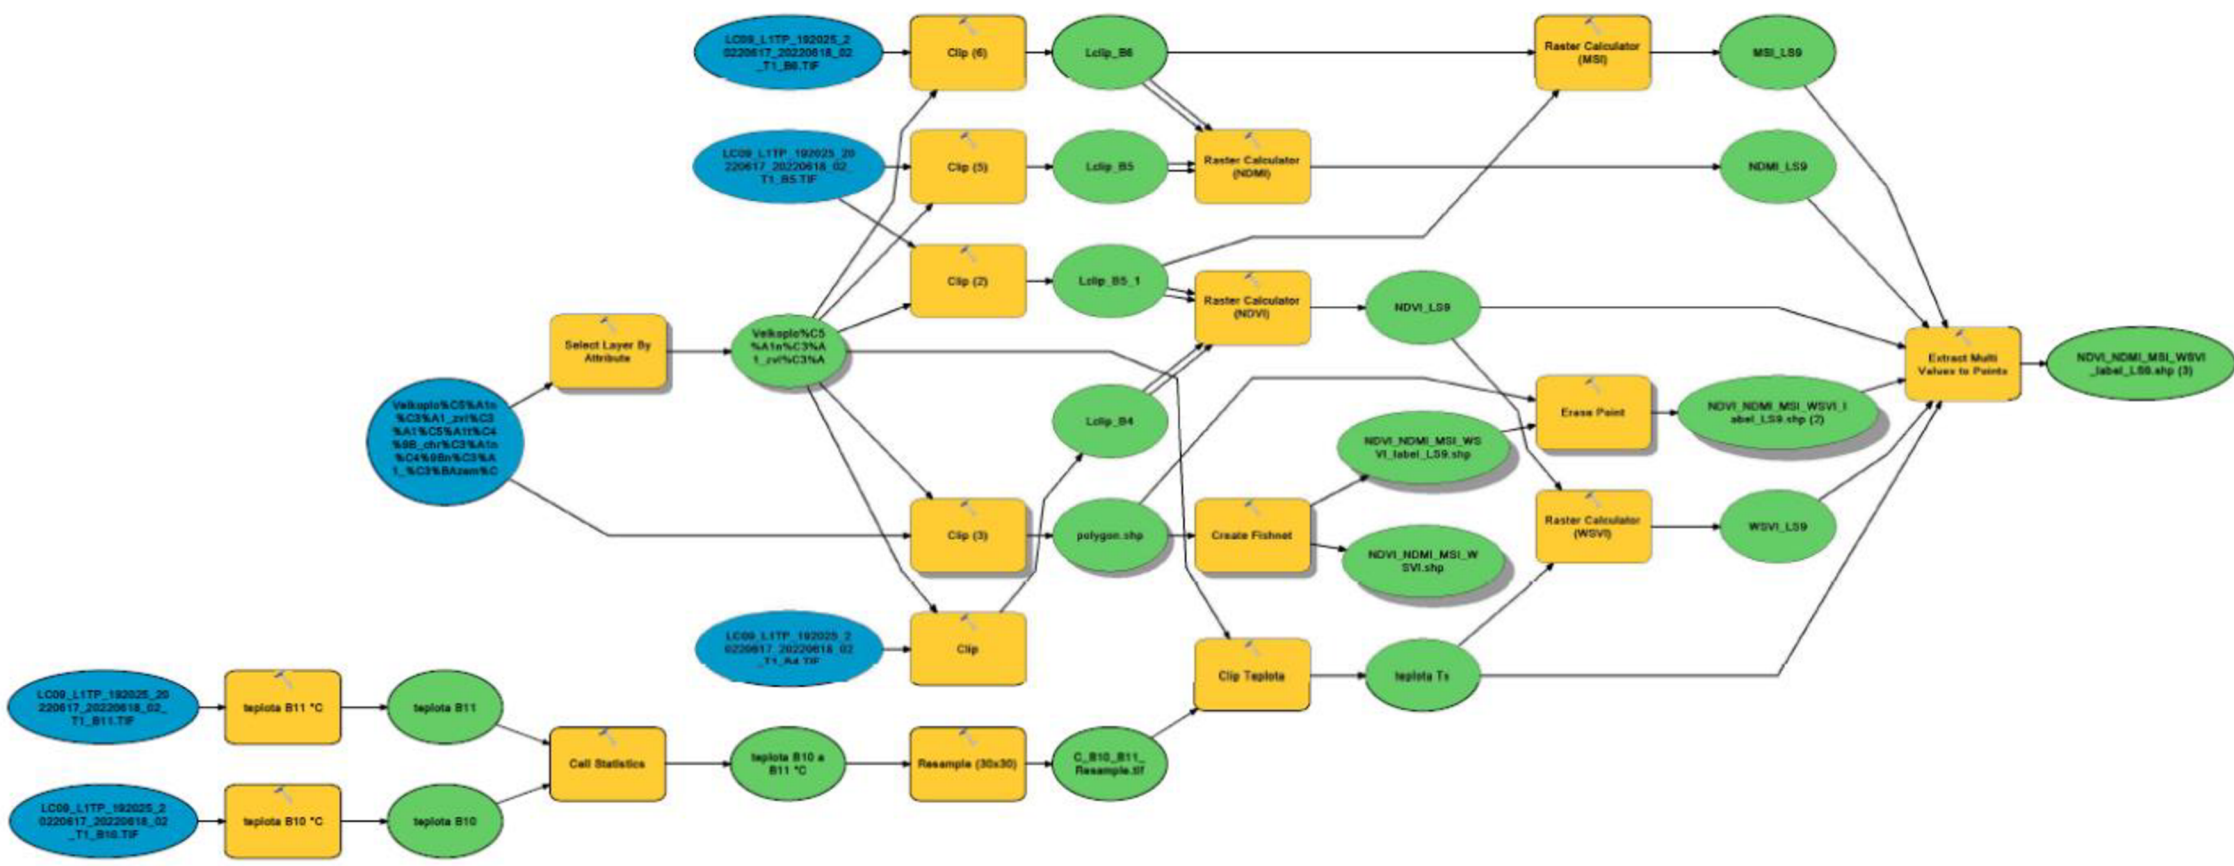 LC09_L1TP_192025_2
0220617_20220618_02
_T1_B6.TIF
Clip (6)
Lclip_B6
Raster Calculator
(MSI)
MSI_LS9
LC09_L1TP_192025_20
220617_20220618_02_
T1_B5.TIF
Clip (5)
Lclip_B5
Raster Calculator
(NDMI)
NDMI_LS9
Clip (2)
Lclip_B5_1
Raster Calculator
(NDVI)
NDVI_LS9
Select Layer By
Attribute
Velkoplo%C5
%A1n%C3%A
1_zvl%C3%A
Extract Multi
Values to Points
NDVI_NDMI_MSI_WSVI
_label_LS9.shp (3)
Velkoplo%C5%A1n
%C3%A1_zvl%C3
%A1%C5%A1t%C4
%9B_chr%C3%A1n
%C4%9Bn%C3%A
1_%C3%BAzem%C
Lclip_B4
Erase Point
NDVI_NDMI_MSI_WSVI_l
abel_LS9.shp (2)
NDVI_NDMI_MSI_WS
VI_label_LS9.shp
Clip (3)
polygon.shp
Create Fishnet
Raster Calculator
(WSVI)
WSVI_LS9
NDVI_NDMI_MSI_W
SVI.shp
LC09_L1TP_192025_2
0220617_20220618_02
_T1_B4.TIF
Clip
Clip Teplota
teplota Ts
LC09_L1TP_192025_20
220617_20220618_02_
T1_B11.TIF
teplota B11 °C
teplota B11
Cell Statistics
teplota B10 a
B11 °C
Resample (30x30)
C_B10_B11_
Resample.tif
LC09_L1TP_192025_2
0220617_20220618_02
_T1_B10.TIF
teplota B10 °C
teplota B10